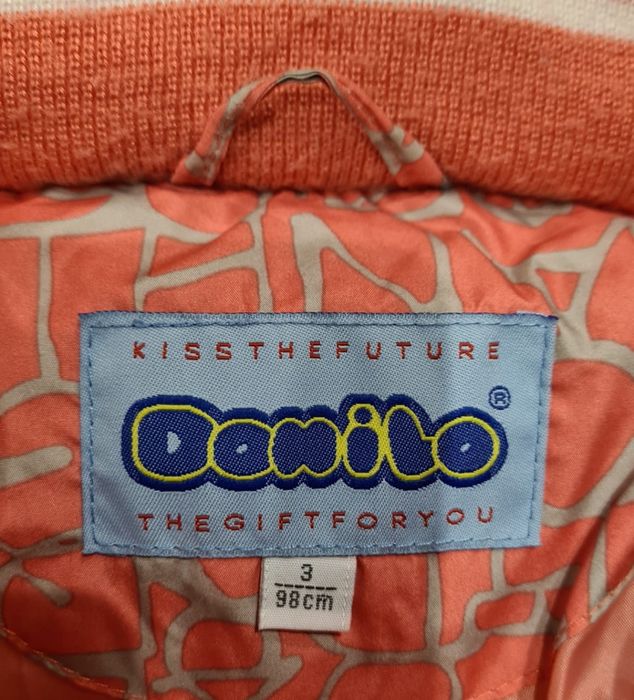 KISSTHEFUTURE
Danilo®
THEGIFTFORYOU
3
98cm